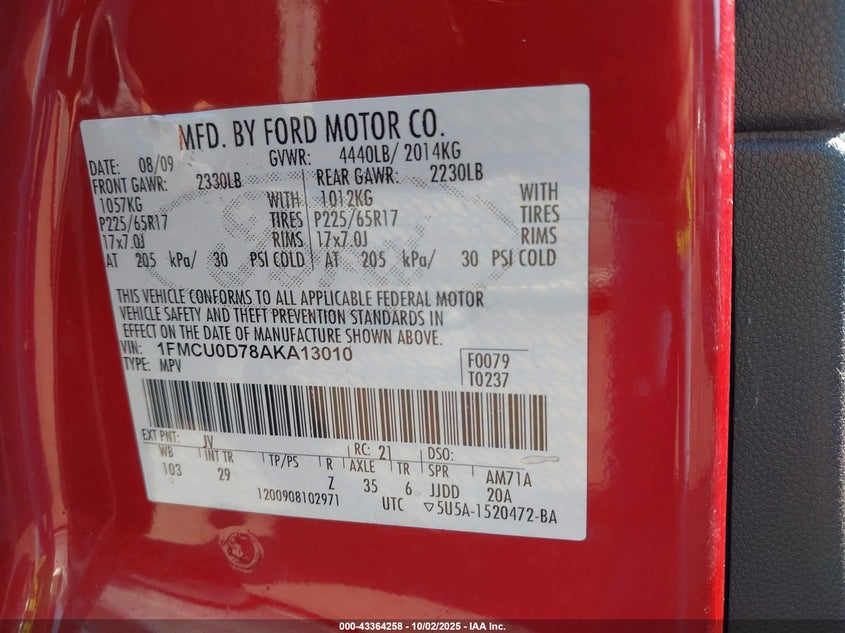 MFD. BY FORD MOTOR CO.
DATE: 08/09 GVWR: 4440LB/ 2014KG
FRONT GAWR: 2330LB REAR GAWR: 2230LB
1057KG WITH 1012KG WITH
P225/65R17 TIRES P225/65R17 TIRES
17x7.0J RIMS 17x7.0J RIMS
AT 205 kPa/ 30 PSI COLD AT 205 kPa/ 30 PSI COLD
THIS VEHICLE CONFORMS TO ALL APPLICABLE FEDERAL MOTOR
VEHICLE SAFETY AND THEFT PREVENTION STANDARDS IN
EFFECT ON THE DATE OF MANUFACTURE SHOWN ABOVE.
VIN: 1FMCU0D78AKA13010 F0079
TYPE: MPV T0237
EXT PNT: JV RC: 21 DSO:
WB INT TR TP/PS R AXLE TR SPR AM71A
103 29 Z 35 6 JJDD 20A
1200908102971 UTC ▽5U5A-1520472-BA
000-43364258 - 10/02/2025 - IAA Inc.